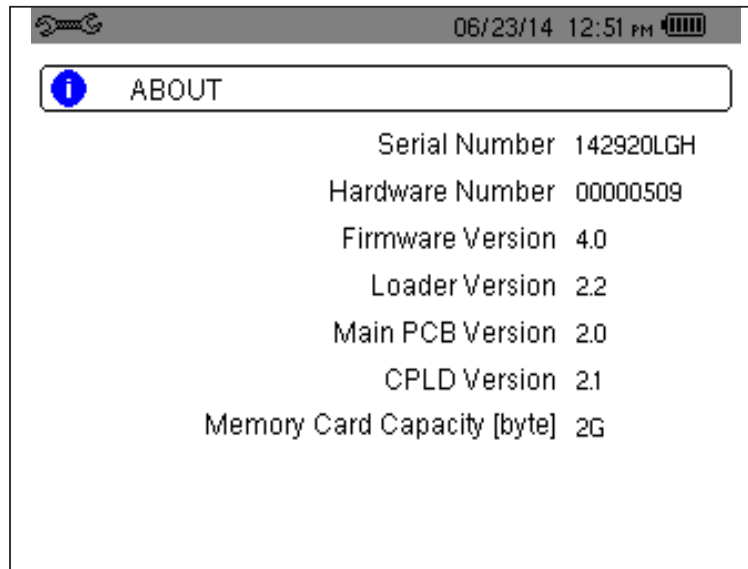 06/23/14 12:51 PM
i ABOUT
Serial Number 142920LGH
Hardware Number 00000509
Firmware Version 4.0
Loader Version 2.2
Main PCB Version 2.0
CPLD Version 2.1
Memory Card Capacity [byte] 2G